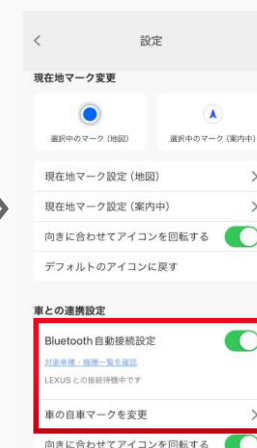 設定
現在地マーク変更
選択中のマーク（地図） 選択中のマーク（案内中）
現在地マーク設定（地図）
現在地マーク設定（案内中）
向きに合わせてアイコンを回転する
デフォルトのアイコンに戻す
車との連携設定
Bluetooth自動接続設定
対象車種・機種一覧を確認
LEXUSとの接続待機中です
車の自車マークを変更
向きに合わせてアイコンを回転する